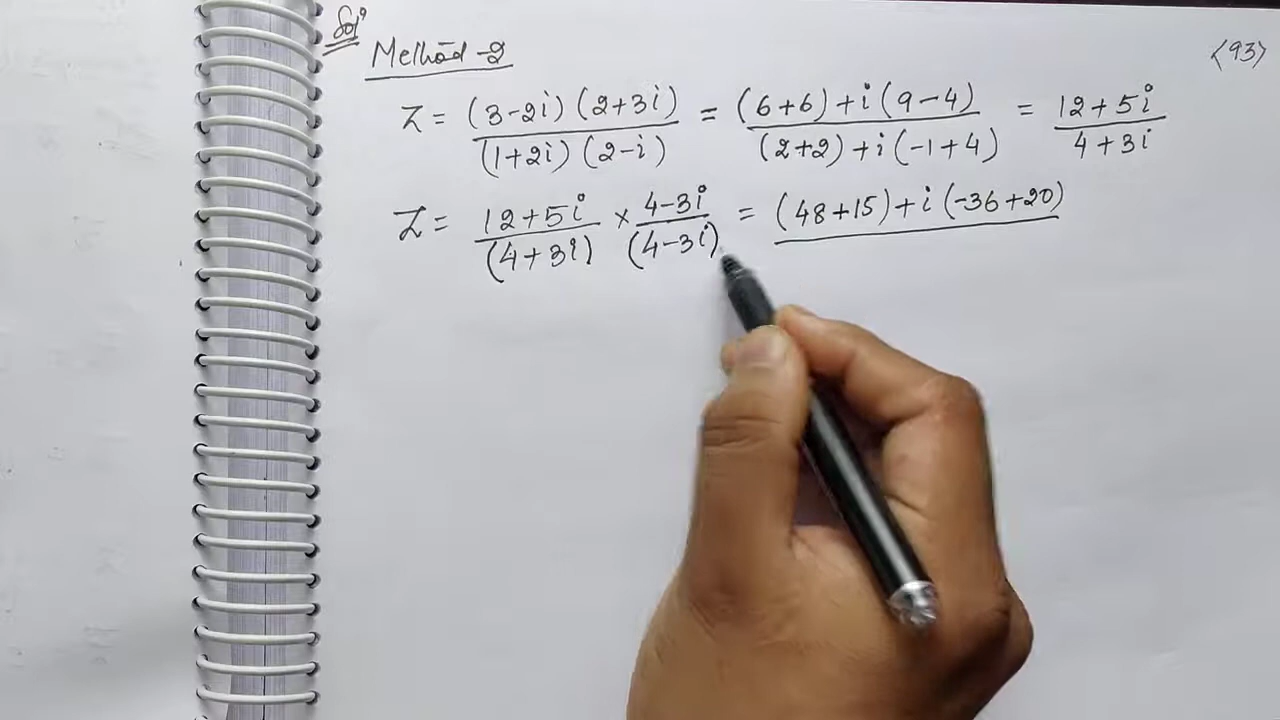 Solⁿ
Method-2
⟨93⟩
Z = (3-2i)(2+3i) / (1+2i)(2-i) = (6+6)+i(9-4) / (2+2)+i(-1+4) = 12+5i / 4+3i
Z = 12+5i / (4+3i) × 4-3i / (4-3i) = (48+15)+i(-36+20)